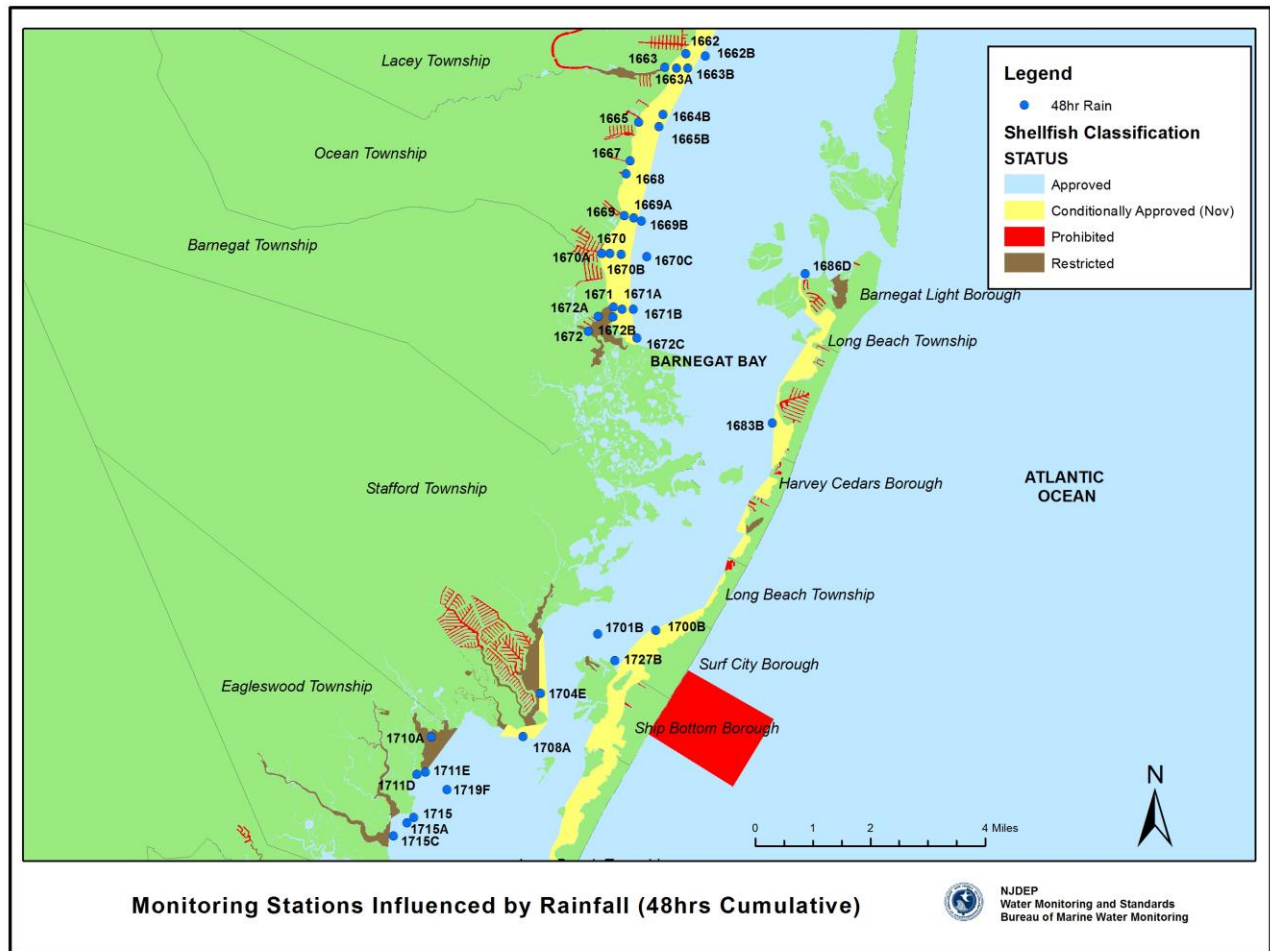 1662
1662B
Lacey Township
1663
1663A
1663B
1664B
1665
1665B
Ocean Township
1667
1668
1669A
1669
1669B
Barnegat Township
1670
1670A
1670B
1670C
1686D
1671
1671A
Barnegat Light Borough
1672A
1671B
1672
1672B
1672C
Long Beach Township
BARNEGAT BAY
1683B
ATLANTIC
OCEAN
Harvey Cedars Borough
Stafford Township
Long Beach Township
1701B
1700B
1727B
Surf City Borough
Eagleswood Township
1704E
Ship Bottom Borough
1710A
1708A
1711E
1711D
1719F
1715
1715A
1715C
Legend
48hr Rain
Shellfish Classification
STATUS
Approved
Conditionally Approved (Nov)
Prohibited
Restricted
N
0 1 2 4 Miles
Monitoring Stations Influenced by Rainfall (48hrs Cumulative)
NJDEP
Water Monitoring and Standards
Bureau of Marine Water Monitoring